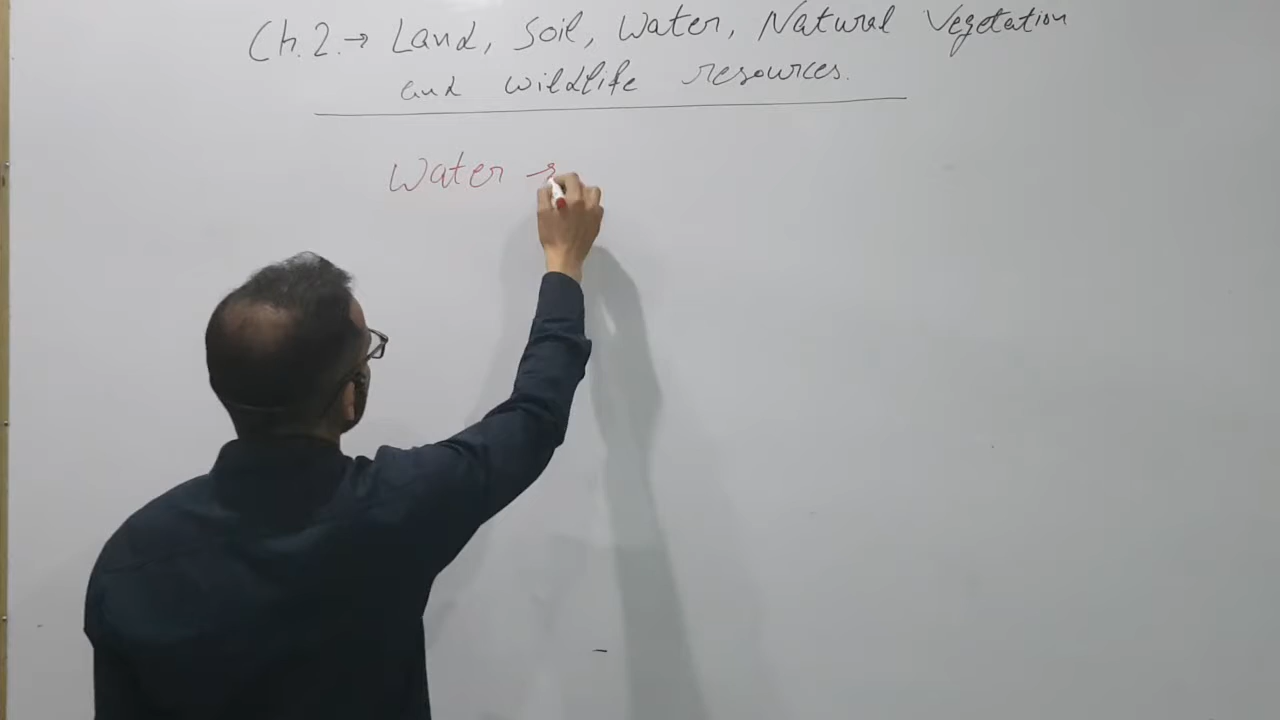 Ch. 2. → Land, Soil, Water, Natural Vegetation
and wildlife resources.
Water